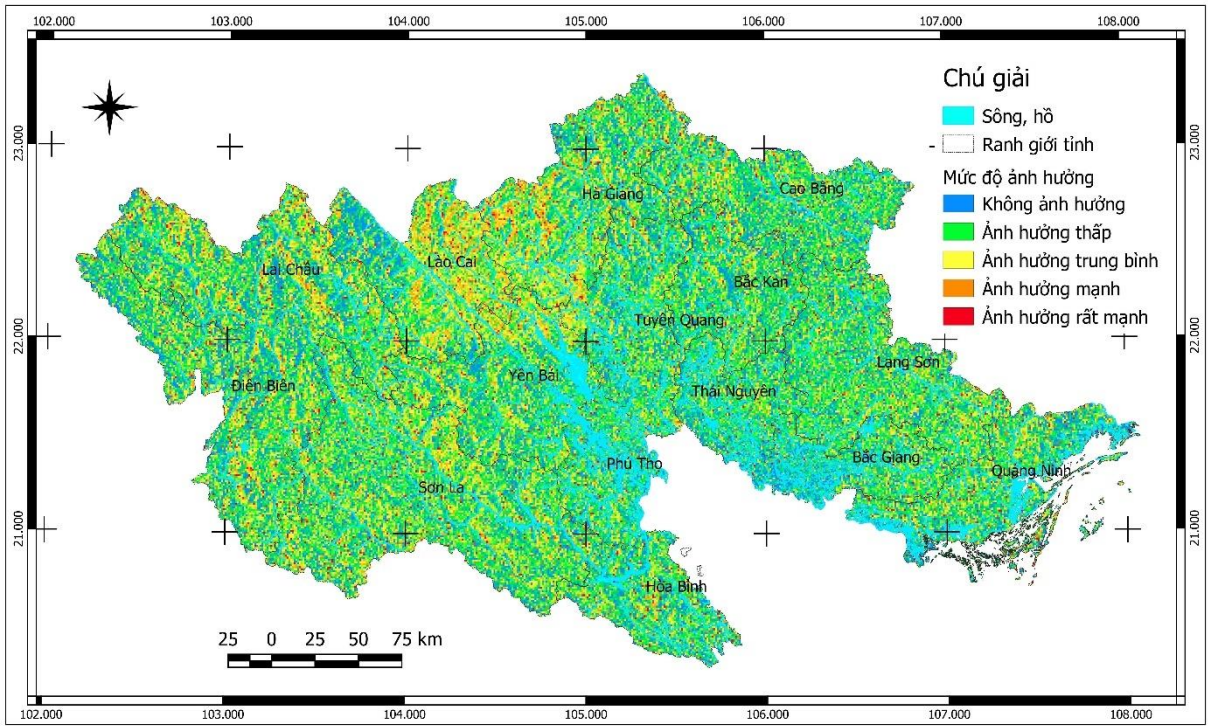 102.000 103.000 104.000 105.000 106.000 107.000 108.000
Chú giải
Sông, hồ
Ranh giới tỉnh
Mức độ ảnh hưởng
Không ảnh hưởng
Ảnh hưởng thấp
Ảnh hưởng trung bình
Ảnh hưởng mạnh
Ảnh hưởng rất mạnh
23.000 23.000
Hà Giang
Cao Bằng
Lào Cai
Lai Châu
Bắc Kạn
Tuyên Quang
22.000 22.000
Lạng Sơn
Yên Bái
Điện Biên
Thái Nguyên
Bắc Giang
Phú Thọ
Quảng Ninh
Sơn La
21.000 21.000
Hòa Bình
25 0 25 50 75 km
102.000 103.000 104.000 105.000 106.000 107.000 108.000